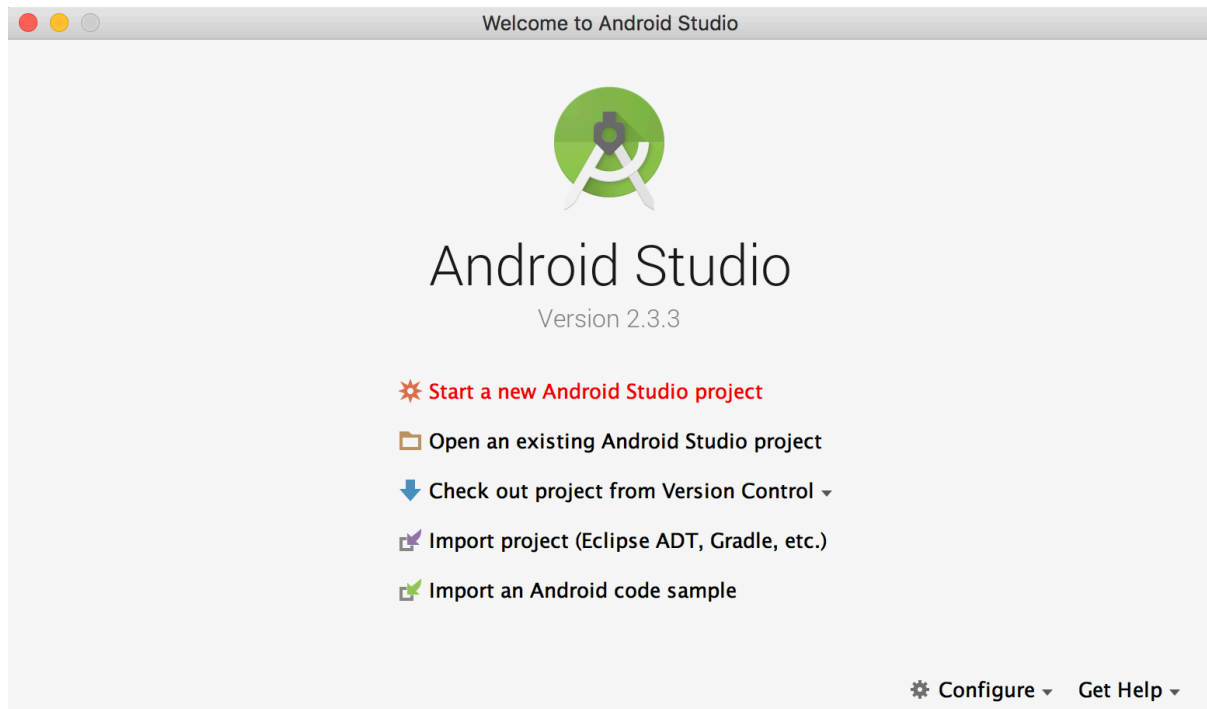 Welcome to Android Studio
Android Studio
Version 2.3.3
Start a new Android Studio project
Open an existing Android Studio project
Check out project from Version Control
Import project (Eclipse ADT, Gradle, etc.)
Import an Android code sample
Configure Get Help